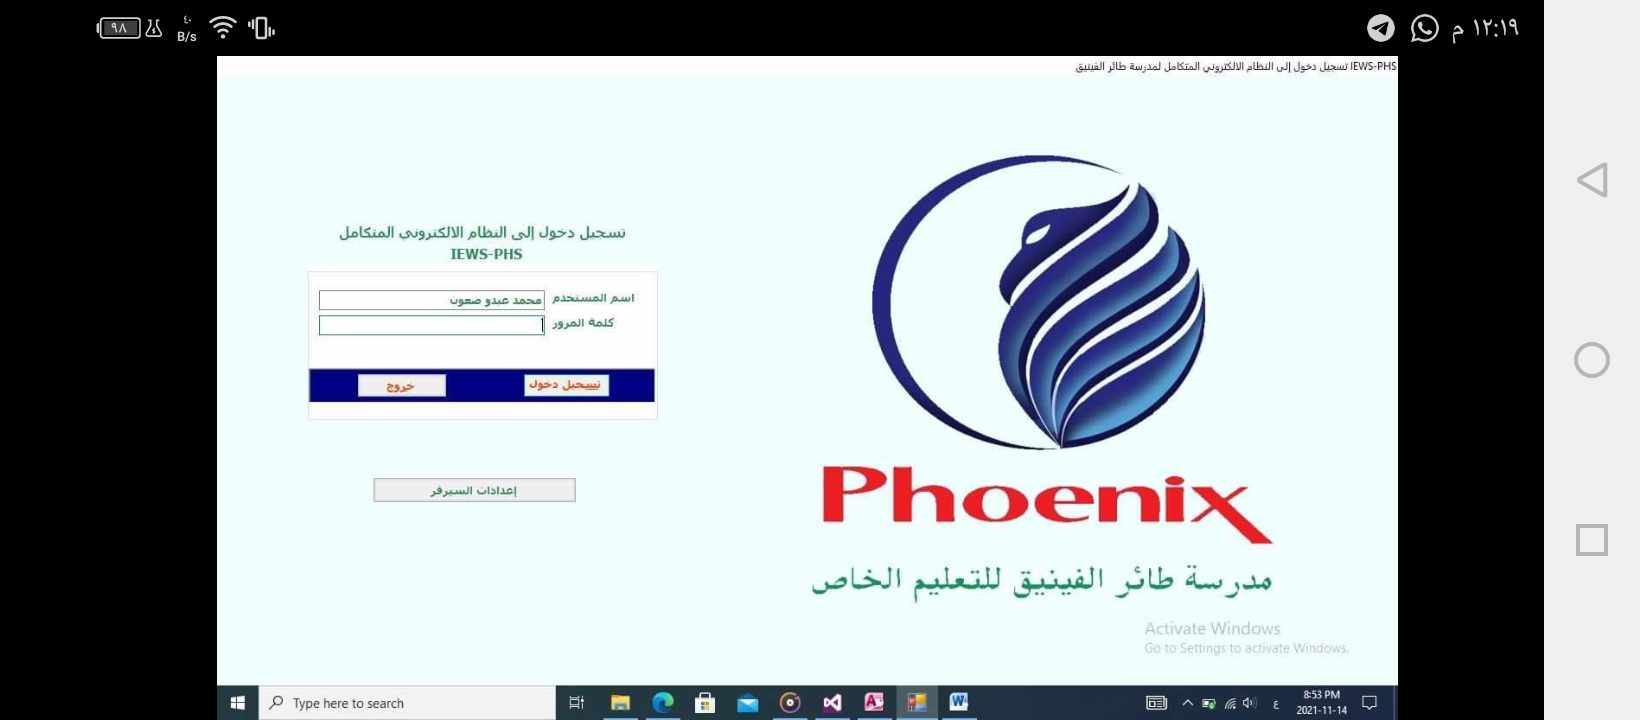 ١٢:١٩ م
٤٠
B/s
٩٨
IEWS-PHS تسجيل دخول إلى النظام الالكتروني المتكامل لمدرسة طائر الفينيق
تسجيل دخول إلى النظام الالكتروني المتكامل
IEWS-PHS
اسم المستخدم محمد عبدو صعون
كلمة المرور
تسجيل دخول خروج
إعدادات السيرفر
Phoenix
مدرسة طائر الفينيق للتعليم الخاص
Activate Windows
Go to Settings to activate Windows.
Type here to search
ع
8:53 PM
2021-11-14